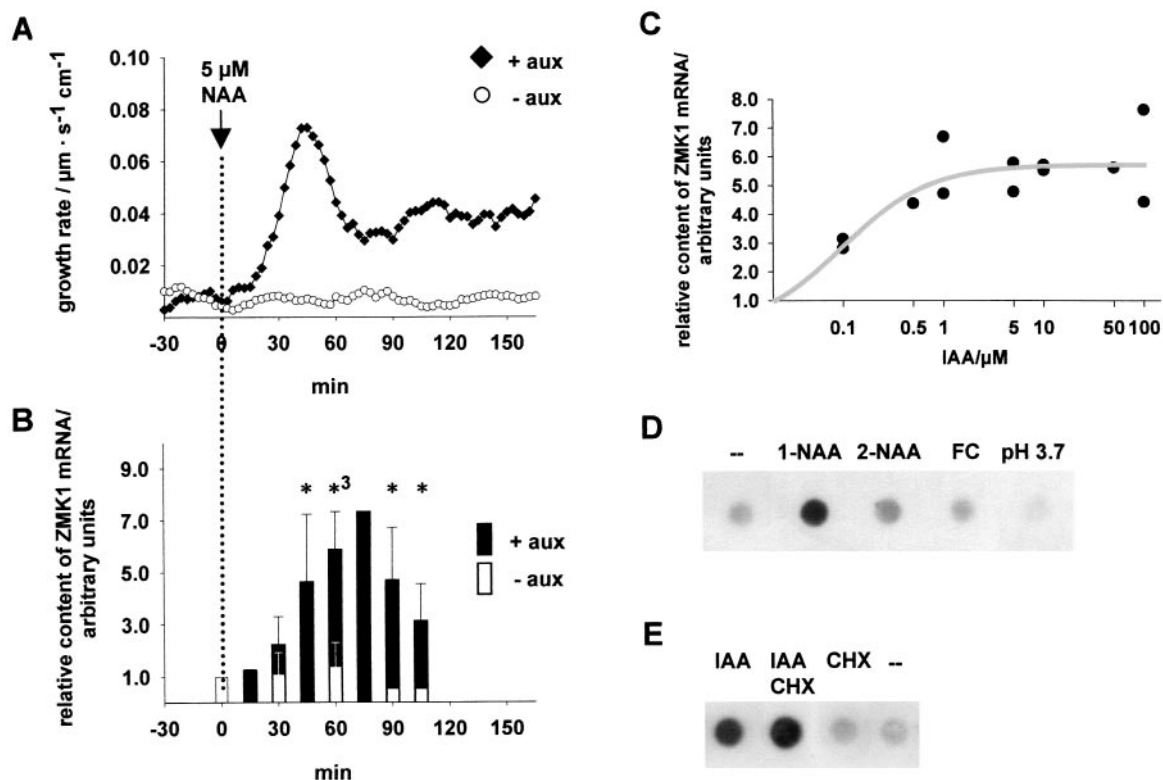 A
growth rate / µm · s⁻¹ cm⁻¹
0.10
0.08
0.06
0.04
0.02
5 µM
NAA
+ aux
- aux
-30 0 30 60 90 120 150
min
B
relative content of ZMK1 mRNA/
arbitrary units
9.0
7.0
5.0
3.0
1.0
* *3 * *
+ aux
- aux
-30 0 30 60 90 120 150
min
C
relative content of ZMK1 mRNA/
arbitrary units
8.0
7.0
6.0
5.0
4.0
3.0
2.0
1.0
0.1 0.5 1 5 10 50 100
IAA/µM
D
-- 1-NAA 2-NAA FC pH 3.7
E
IAA IAA CHX --
CHX